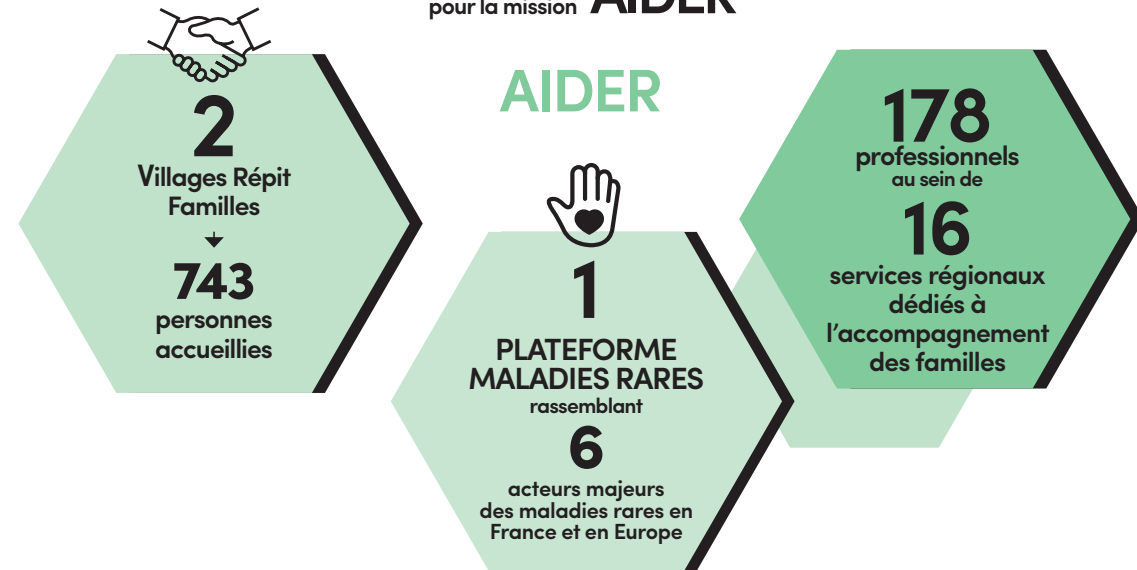 pour la mission AIDER
AIDER
2
Villages Répit
Familles
743
personnes
accueillies
1
PLATEFORME
MALADIES RARES
rassemblant
6
acteurs majeurs
des maladies rares en
France et en Europe
178
professionnels
au sein de
16
services régionaux
dédiés à
l’accompagnement
des familles